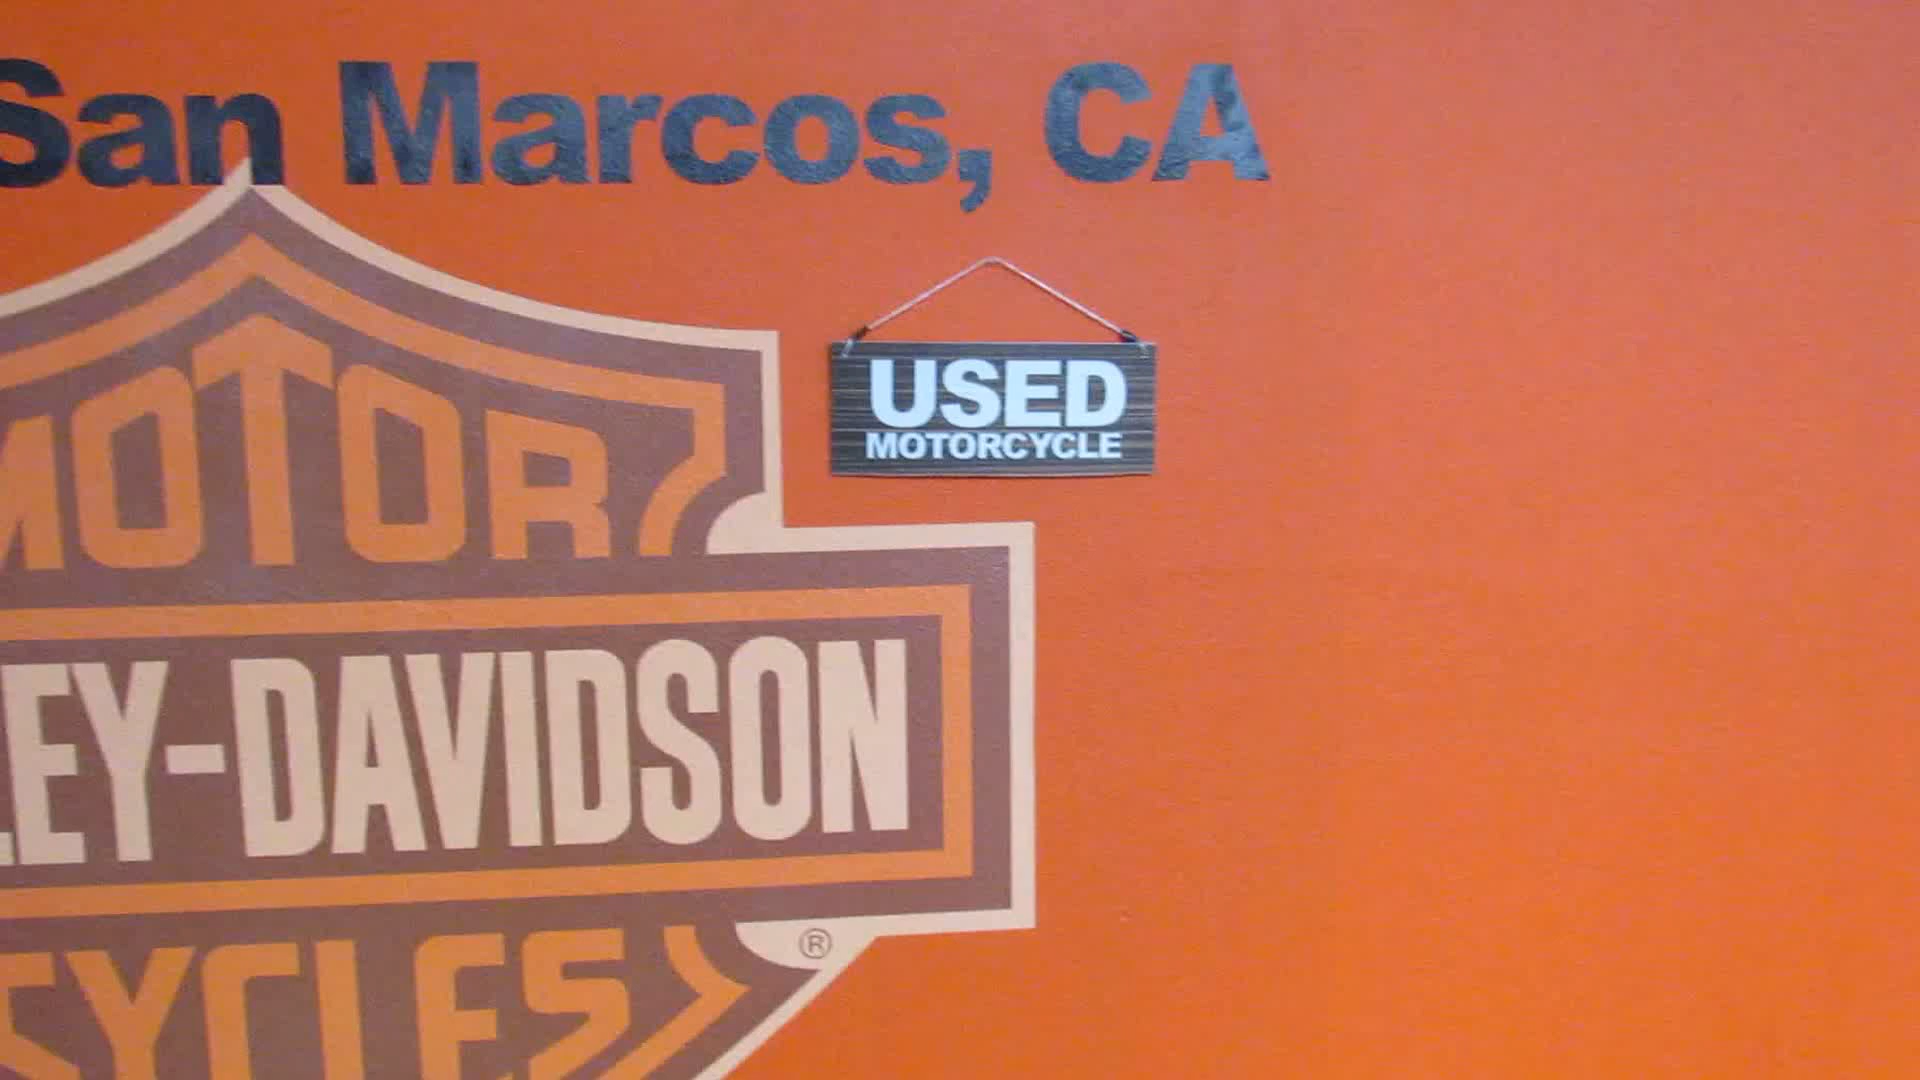 San Marcos, CA
USED
MOTORCYCLE
MOTOR
LEY-DAVIDSON
CYCLES
®